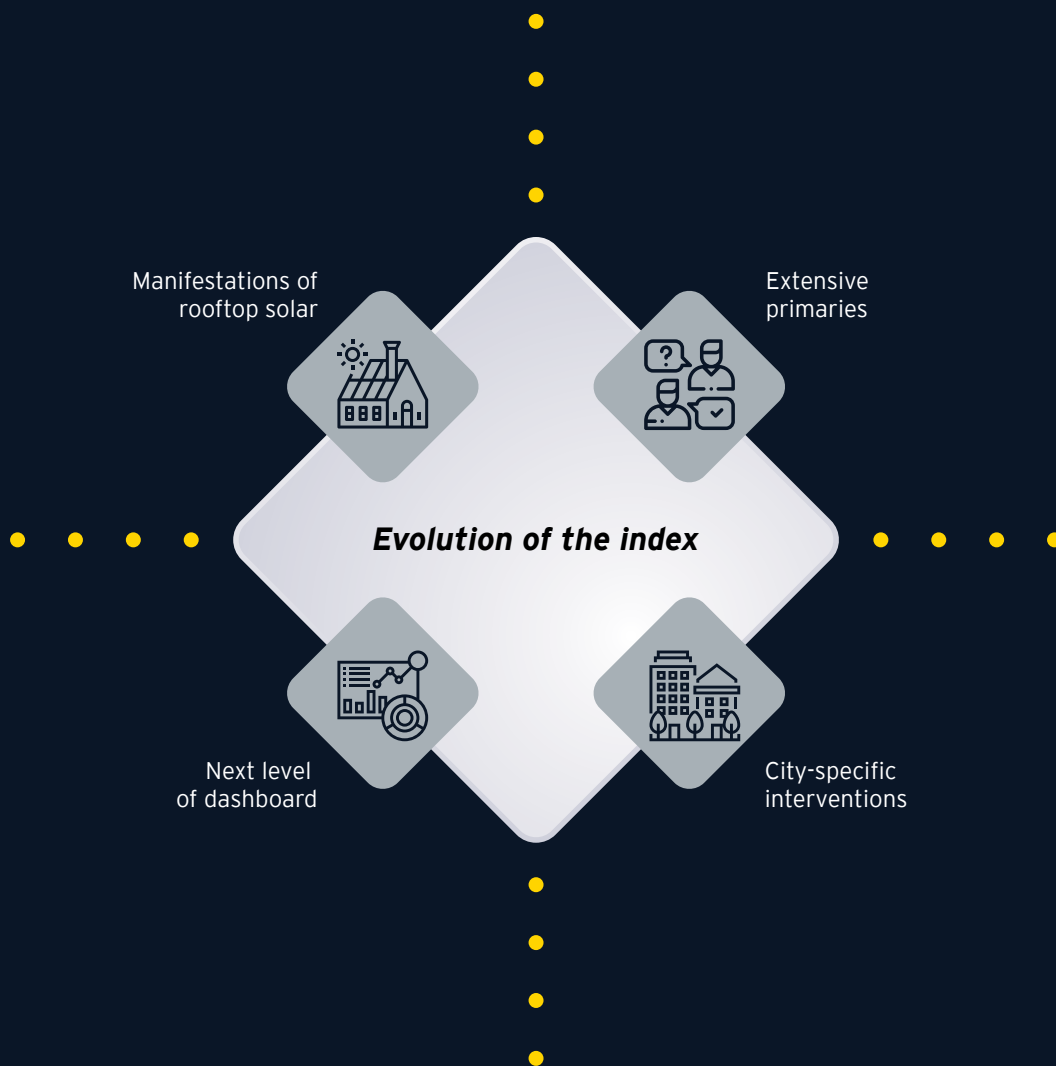 Manifestations of
rooftop solar
Extensive
primaries
Evolution of the index
Next level
of dashboard
City-specific
interventions